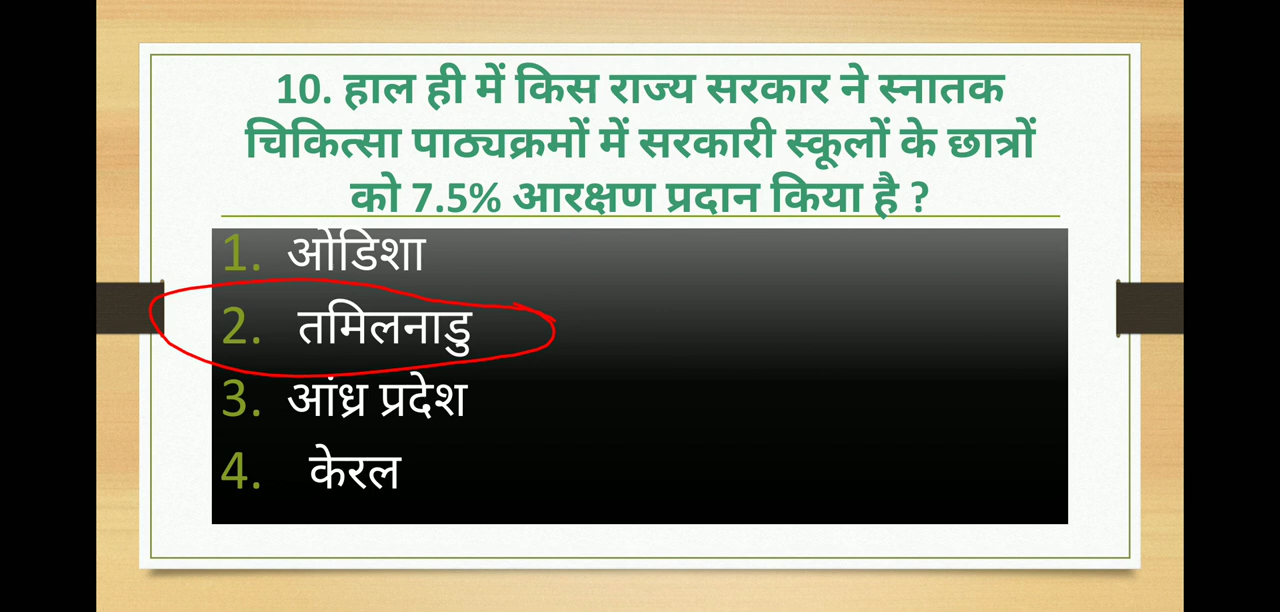 10. हाल ही में किस राज्य सरकार ने स्नातक
चिकित्सा पाठ्यक्रमों में सरकारी स्कूलों के छात्रों
को 7.5% आरक्षण प्रदान किया है ?
1. ओडिशा
2. तमिलनाडु
3. आंध्र प्रदेश
4. केरल